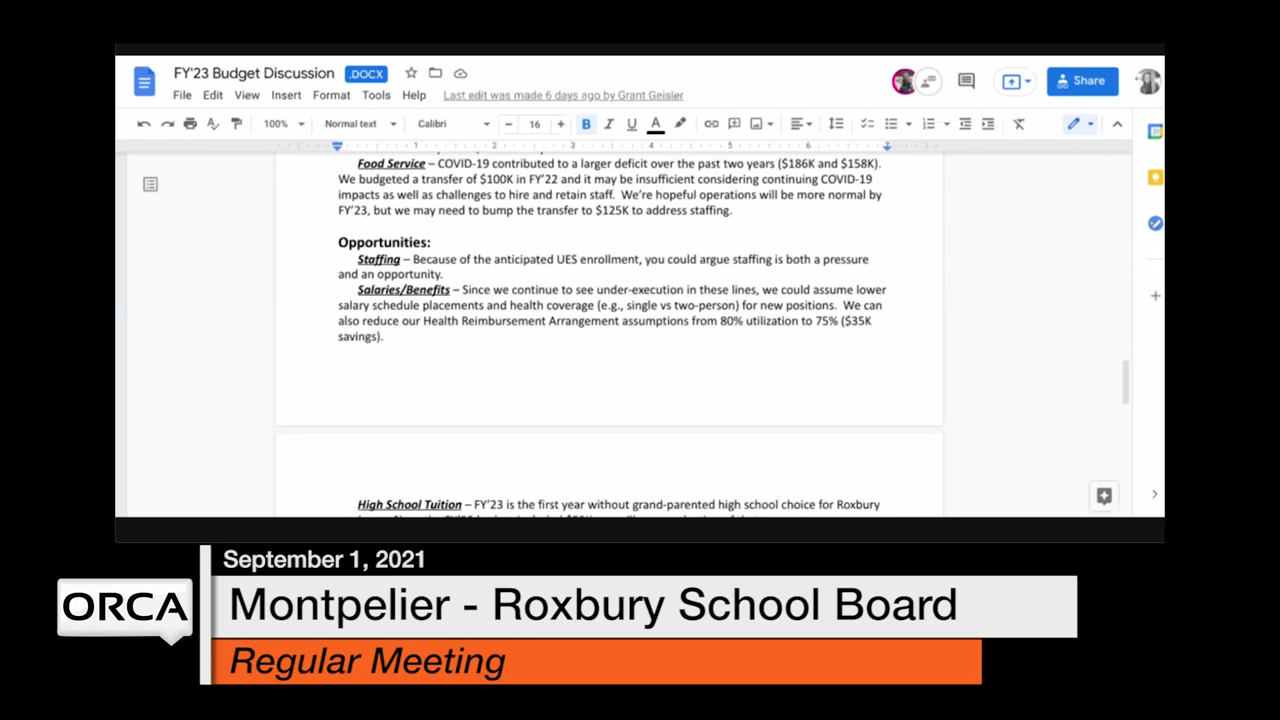 FY'23 Budget Discussion .DOCX
File Edit View Insert Format Tools Help Last edit was made 6 days ago by Grant Geisler
Share
100% Normal text Calibri − 16 + B I U A
1 2 3 4 5 6 7
Food Service – COVID-19 contributed to a larger deficit over the past two years ($186K and $158K).
We budgeted a transfer of $100K in FY'22 and it may be insufficient considering continuing COVID-19
impacts as well as challenges to hire and retain staff. We're hopeful operations will be more normal by
FY'23, but we may need to bump the transfer to $125K to address staffing.
Opportunities:
Staffing – Because of the anticipated UES enrollment, you could argue staffing is both a pressure
and an opportunity.
Salaries/Benefits – Since we continue to see under-execution in these lines, we could assume lower
salary schedule placements and health coverage (e.g., single vs two-person) for new positions. We can
also reduce our Health Reimbursement Arrangement assumptions from 80% utilization to 75% ($35K
savings).
High School Tuition – FY'23 is the first year without grand-parented high school choice for Roxbury
September 1, 2021
ORCA
Montpelier - Roxbury School Board
Regular Meeting